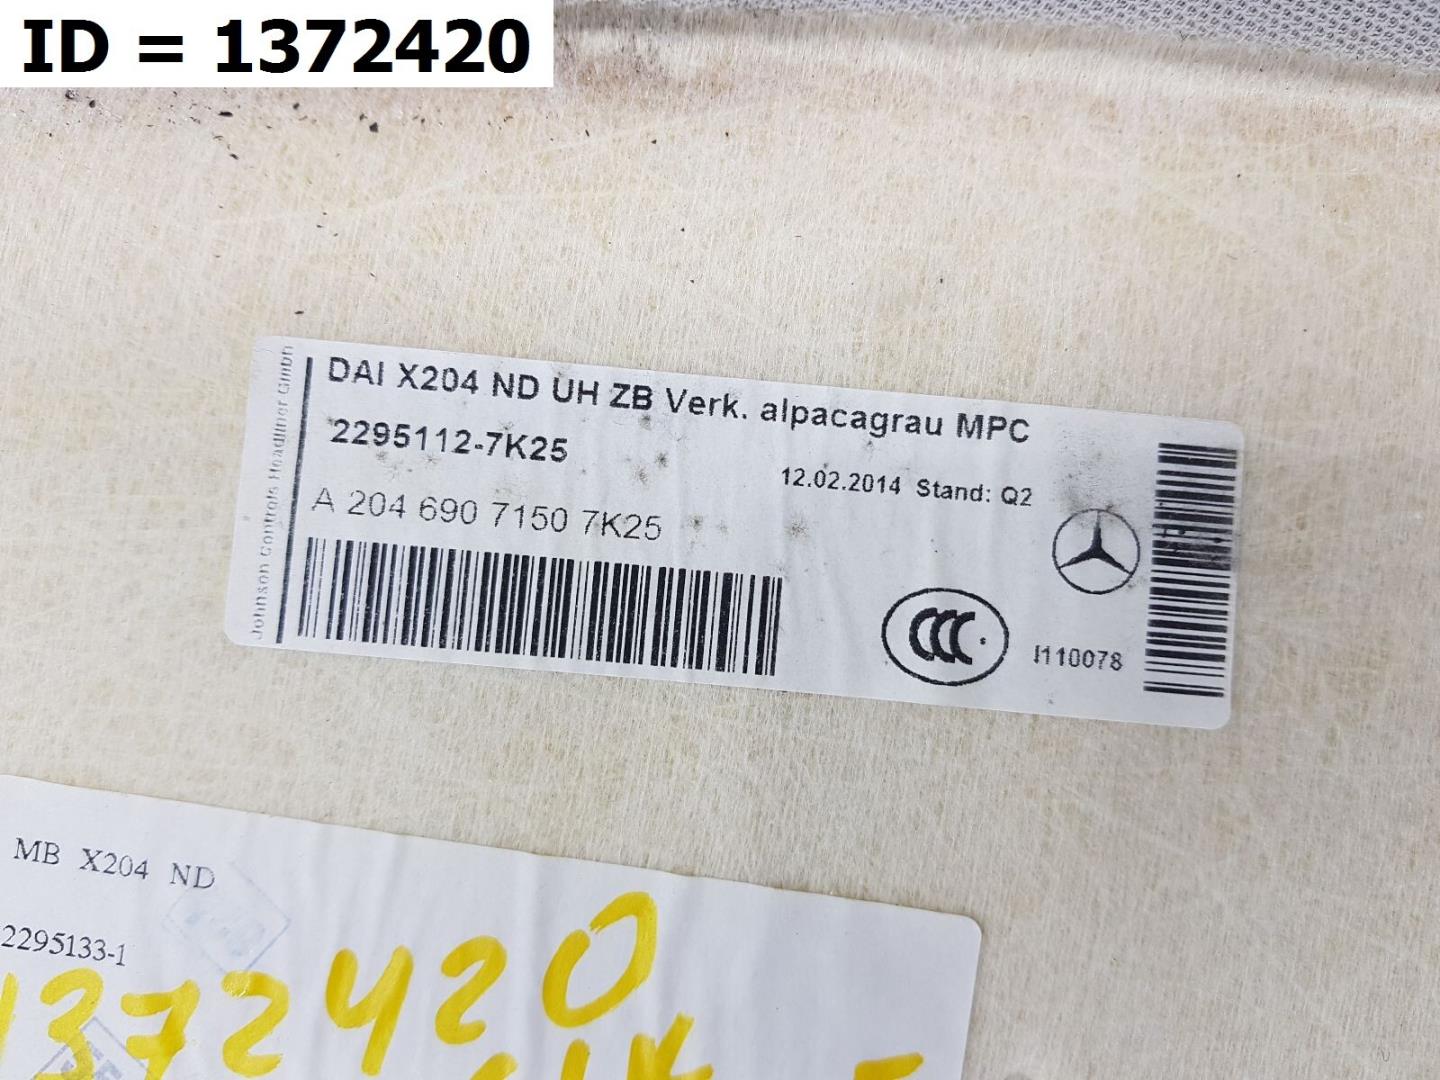 ID = 1372420
Johnson Controls Headliner Gmbh
DAI X204 ND UH ZB Verk. alpacagrau MPC
2295112-7K25
12.02.2014 Stand: Q2
A 204 690 7150 7K25
CCC
I110078
MB X204 ND
2295133-1
1372420